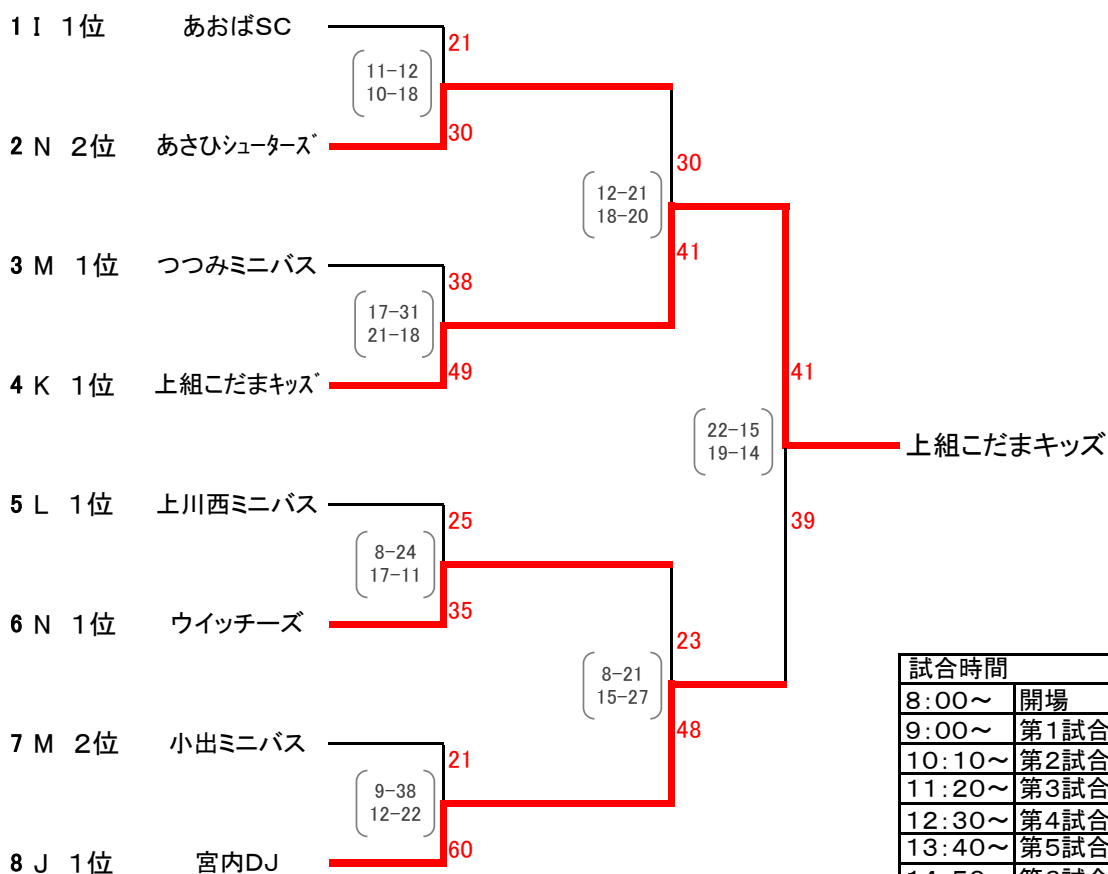 1 I 1位 あおばSC
21
11-12
10-18
30
2 N 2位 あさひシューターズ
30
12-21
18-20
41
3 M 1位 つつみミニバス
38
17-31
21-18
49
4 K 1位 上組こだまキッズ
41
22-15
19-14
上組こだまキッズ
39
5 L 1位 上川西ミニバス
25
8-24
17-11
35
6 N 1位 ウイッチーズ
23
8-21
15-27
48
7 M 2位 小出ミニバス
21
9-38
12-22
60
8 J 1位 宮内DJ
試合時間
8:00～ 開場
9:00～ 第1試合
10:10～ 第2試合
11:20～ 第3試合
12:30～ 第4試合
13:40～ 第5試合